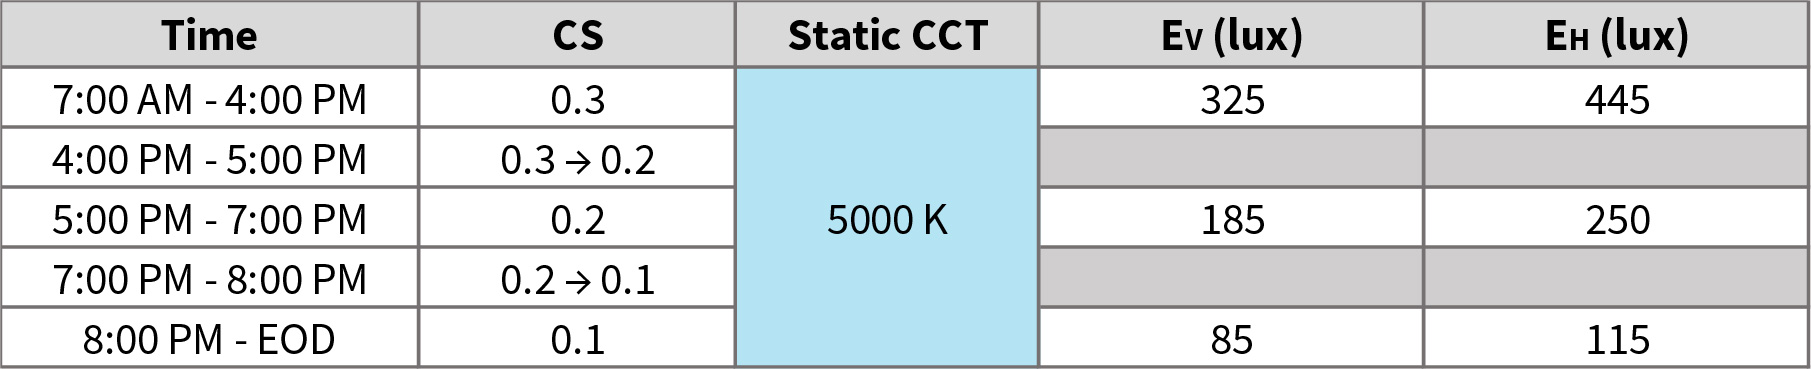 Time CS Static CCT EV (lux) EH (lux)
7:00 AM - 4:00 PM 0.3 325 445
4:00 PM - 5:00 PM 0.3 → 0.2
5:00 PM - 7:00 PM 0.2 5000 K 185 250
7:00 PM - 8:00 PM 0.2 → 0.1
8:00 PM - EOD 0.1 85 115